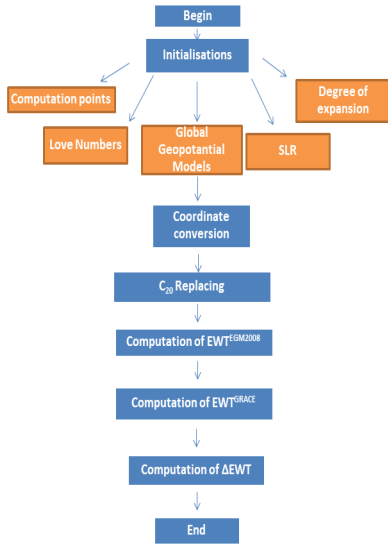 Begin
Initialisations
Computation points
Love Numbers
Global
Geopotantial
Models
SLR
Degree of
expansion
Coordinate
conversion
C₂₀ Replacing
Computation of EWTᴱᴳᴹ²⁰⁰⁸
Computation of EWTᴳᴿᴬᶜᴱ
Computation of ΔEWT
End